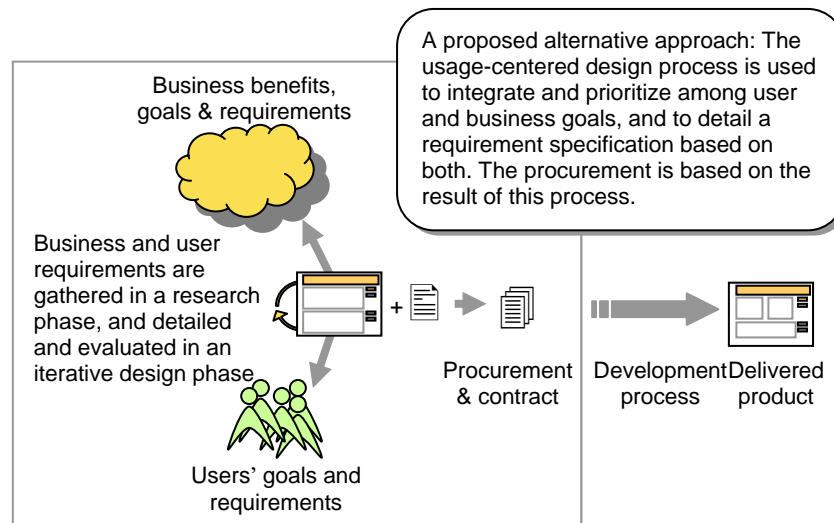 A proposed alternative approach: The
usage-centered design process is used
to integrate and prioritize among user
and business goals, and to detail a
requirement specification based on
both. The procurement is based on the
result of this process.
Business benefits,
goals & requirements
Business and user
requirements are
gathered in a research
phase, and detailed
and evaluated in an
iterative design phase
+
Procurement
& contract
Development
process
Delivered
product
Users’ goals and
requirements